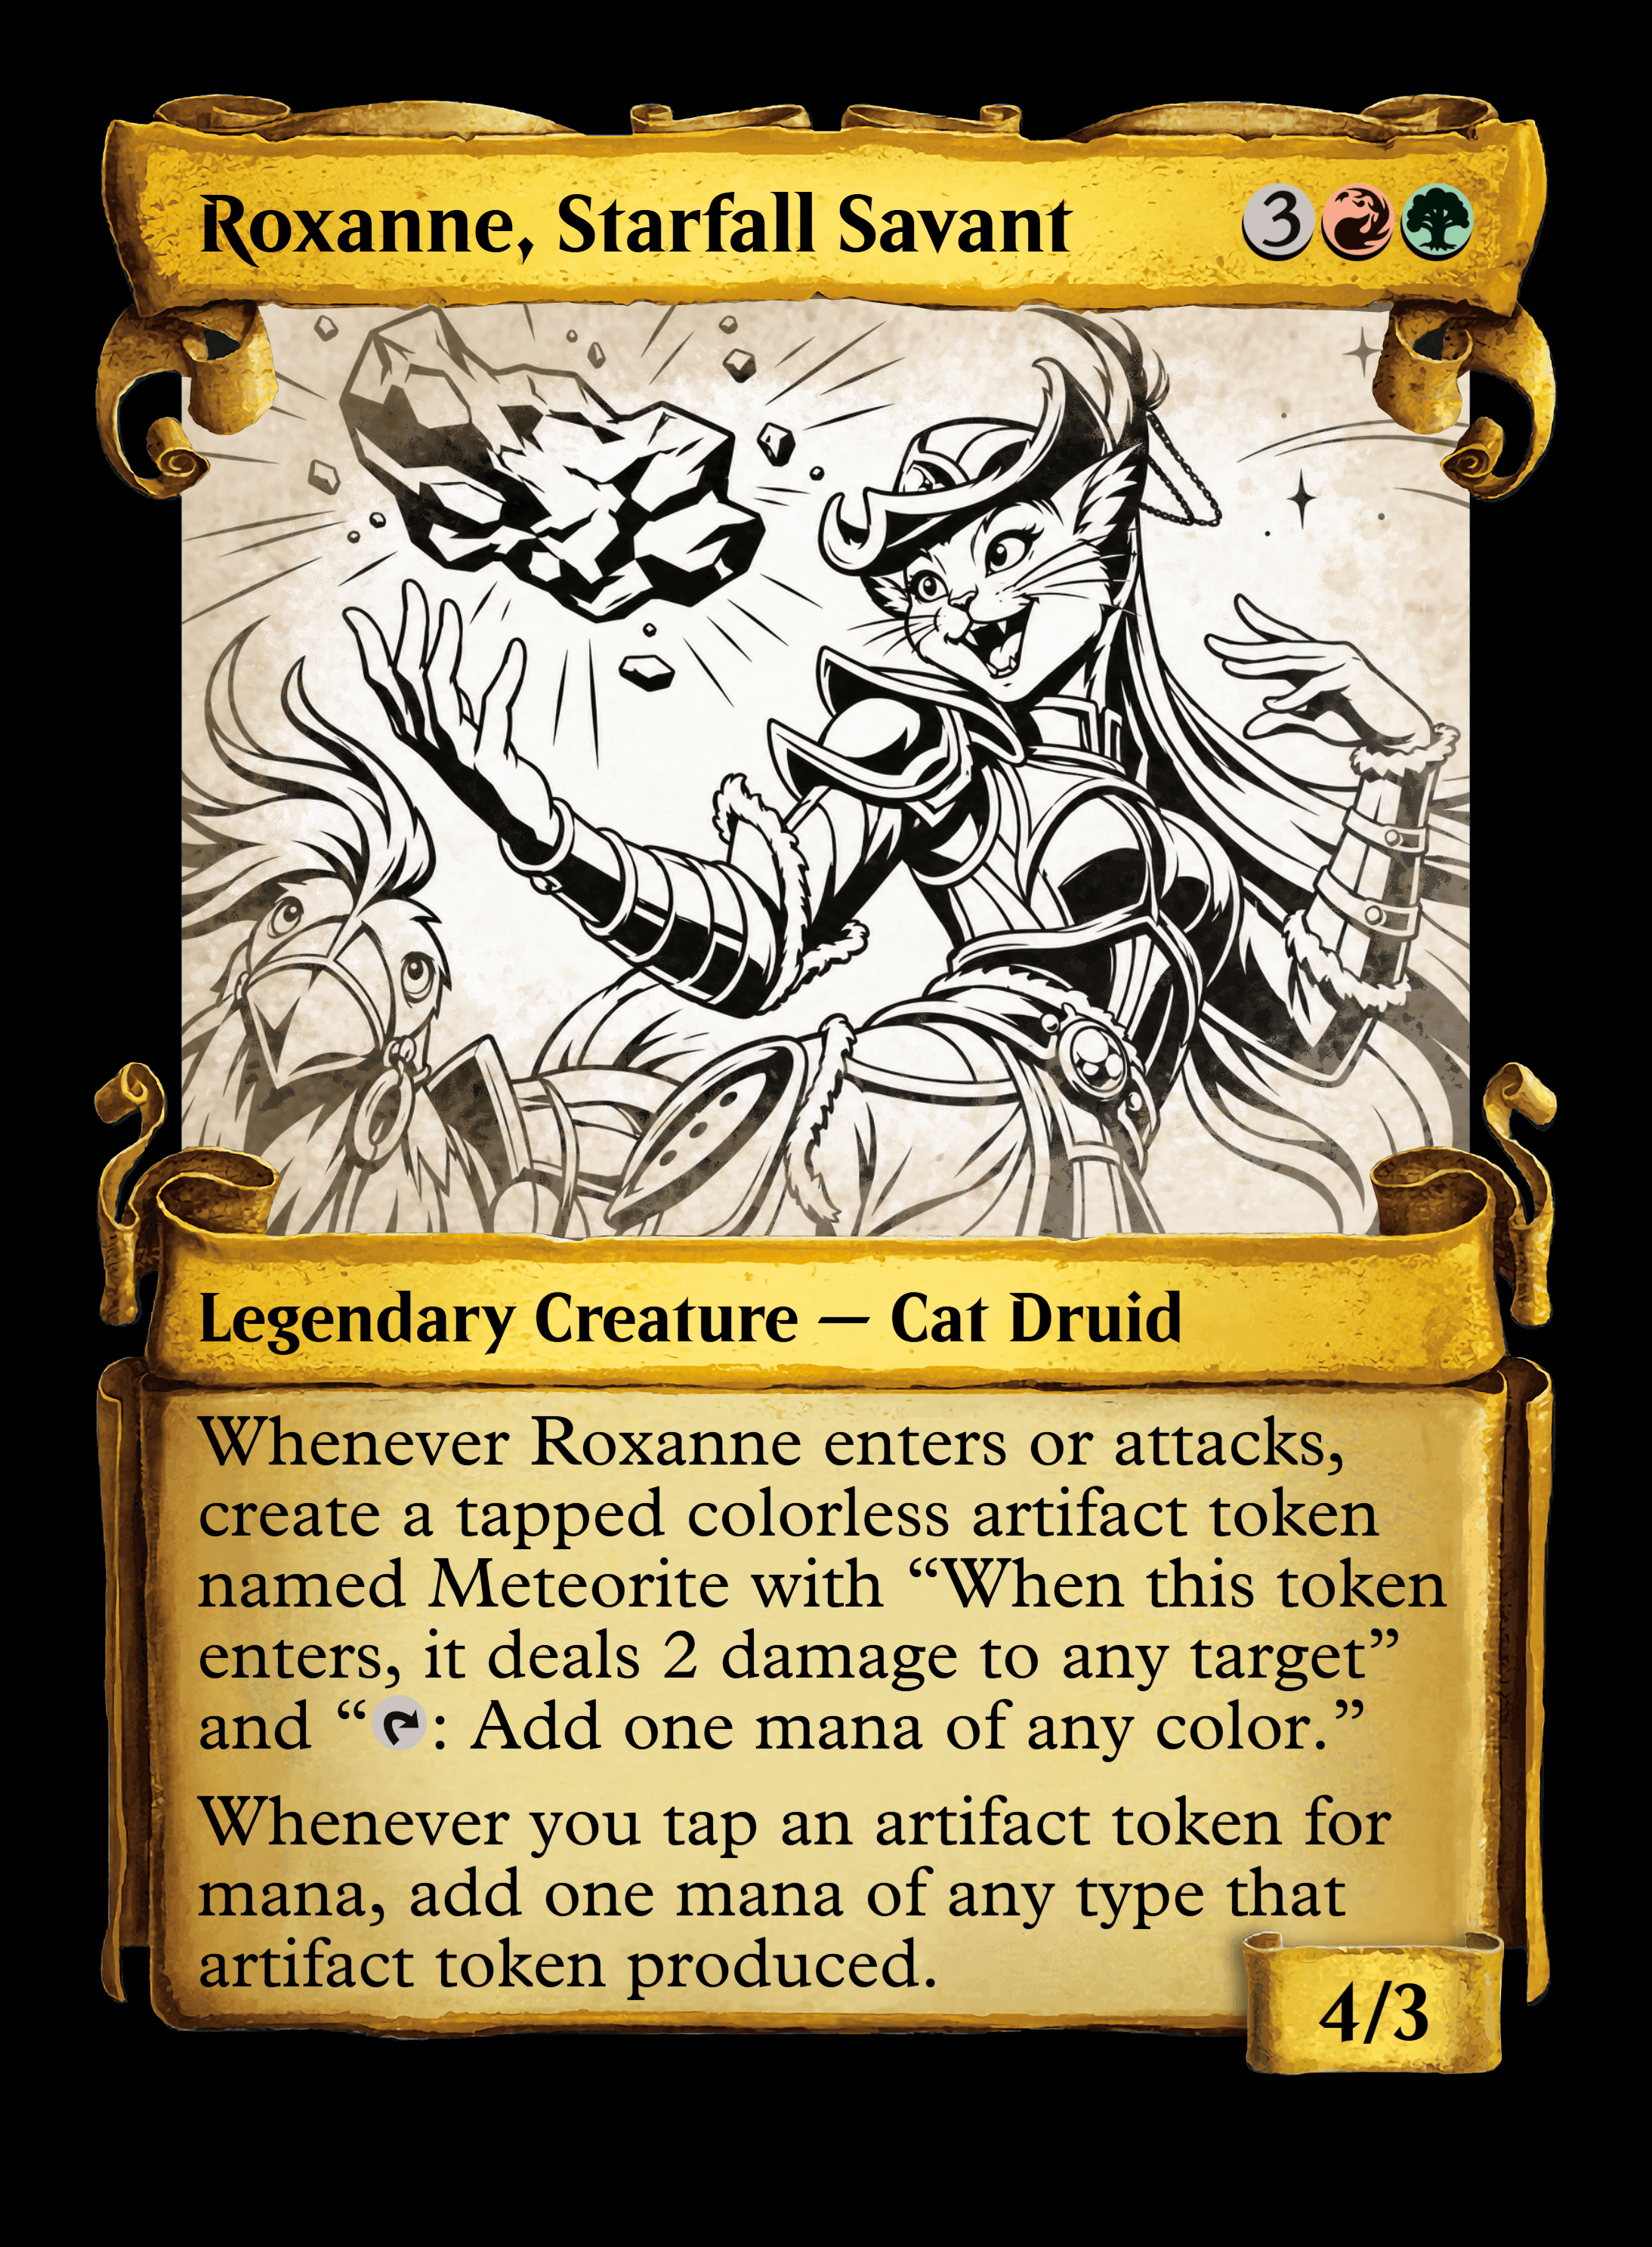 Roxanne, Starfall Savant 3
Legendary Creature — Cat Druid
Whenever Roxanne enters or attacks,
create a tapped colorless artifact token
named Meteorite with “When this token
enters, it deals 2 damage to any target”
and “: Add one mana of any color.”
Whenever you tap an artifact token for
mana, add one mana of any type that
artifact token produced.
4/3